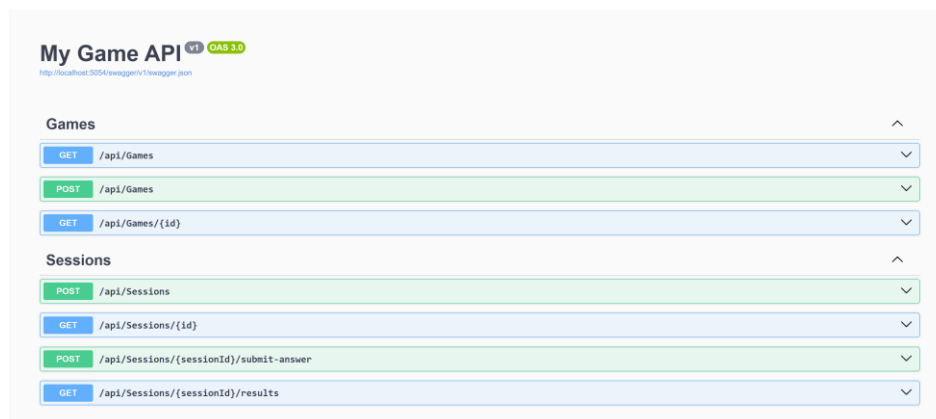 My Game API v1 OAS 3.0
http://localhost:5054/swagger/v1/swagger.json
Games
GET /api/Games
POST /api/Games
GET /api/Games/{id}
Sessions
POST /api/Sessions
GET /api/Sessions/{id}
POST /api/Sessions/{sessionId}/submit-answer
GET /api/Sessions/{sessionId}/results